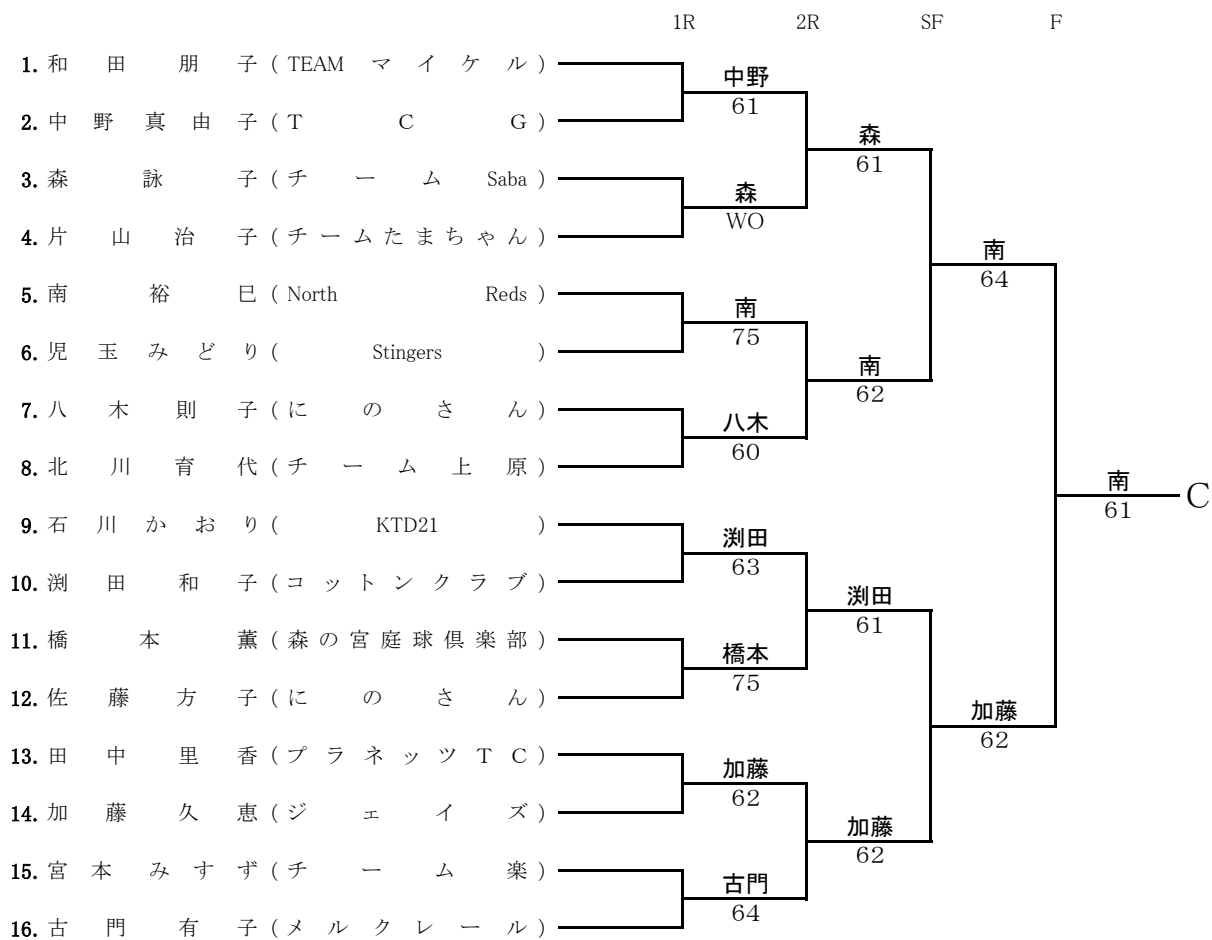 1R 2R SF F
1. 和田朋子 (TEAMマイケル)
中野
61
2. 中野真由子 (TCG)
森
61
3. 森詠子 (チームSaba)
森
WO
4. 片山治子 (チームたまちゃん)
南
64
5. 南裕巳 (North Reds)
南
75
6. 児玉みどり (Stingers)
南
62
7. 八木則子 (にのさん)
八木
60
8. 北川育代 (チーム上原)
南
61
C
9. 石川かおり (KTD21)
渕田
63
10. 渕田和子 (コットンクラブ)
渕田
61
11. 橋本薫 (森の宮庭球倶楽部)
橋本
75
12. 佐藤方子 (にのさん)
加藤
62
13. 田中里香 (プラネッツTC)
加藤
62
14. 加藤久恵 (ジェイズ)
加藤
62
15. 宮本みすず (チーム楽)
古門
64
16. 古門有子 (メルクレール)